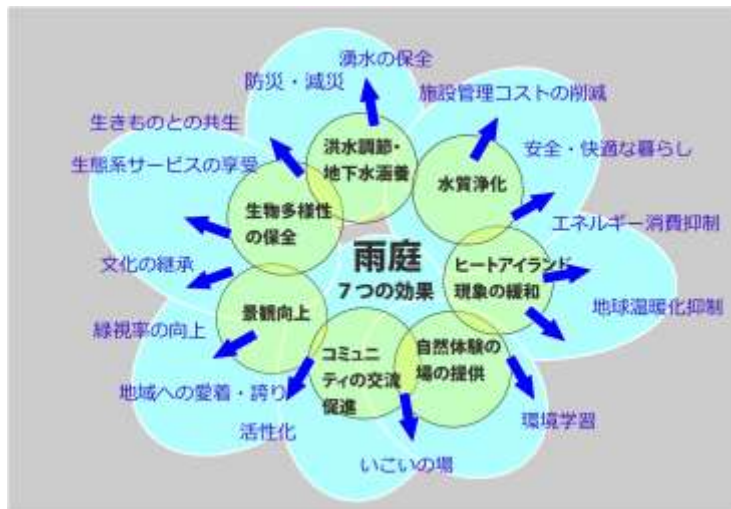 湧水の保全
防災・減災
施設管理コストの削減
生きものとの共生
洪水調節・
地下水涵養
安全・快適な暮らし
生態系サービスの享受
水質浄化
生物多様性
の保全
エネルギー消費抑制
雨庭
7つの効果
文化の継承
ヒートアイランド
現象の緩和
地球温暖化抑制
景観向上
緑視率の向上
コミュニ
ティの交流
促進
自然体験の
場の提供
地域への愛着・誇り
環境学習
活性化
いこいの場